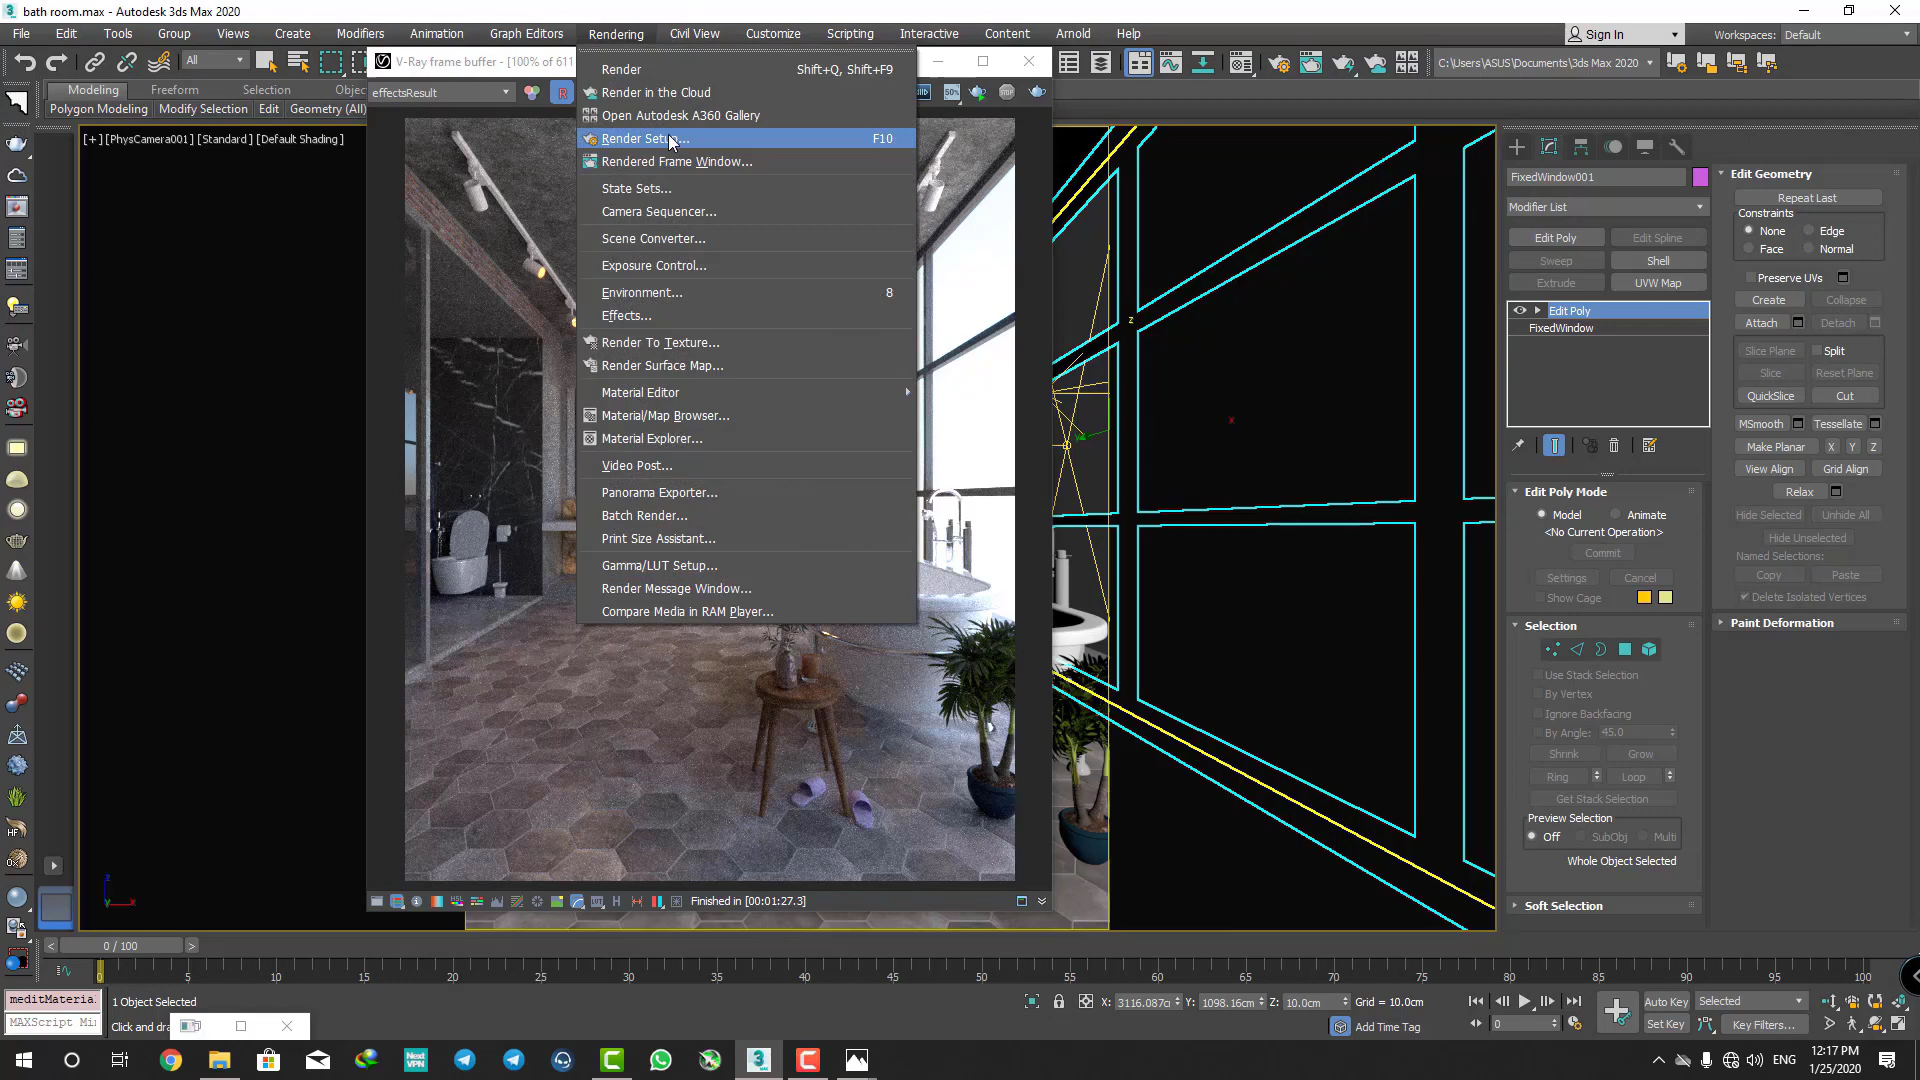 bath room.max - Autodesk 3ds Max 2020
File Edit Tools Group Views Create Modifiers Animation Graph Editors Rendering Civil View Customize Scripting Interactive Content Arnold Help
Sign In
Workspaces: Default
All
V-Ray frame buffer - [100% of 611
C:\Users\ASUS\Documents\3ds Max 2020
Modeling Freeform Selection
Polygon Modeling Modify Selection Edit Geometry (All)
effectsResult
R
50%
STOP
[+] [PhysCamera001] [Standard] [Default Shading]
Render Shift+Q, Shift+F9
Render in the Cloud
Open Autodesk A360 Gallery
Render Setup... F10
Rendered Frame Window...
State Sets...
Camera Sequencer...
Scene Converter...
Exposure Control...
Environment... 8
Effects...
Render To Texture...
Render Surface Map...
Material Editor
Material/Map Browser...
Material Explorer...
Video Post...
Panorama Exporter...
Batch Render...
Print Size Assistant...
Gamma/LUT Setup...
Render Message Window...
Compare Media in RAM Player...
Finished in [00:01:27.3]
FixedWindow001
Modifier List
Edit Poly Edit Spline
Sweep Shell
Extrude UVW Map
Edit Poly
FixedWindow
Edit Poly Mode
Model Animate
<No Current Operation>
Commit
Settings Cancel
Show Cage
Selection
Use Stack Selection
By Vertex
Ignore Backfacing
By Angle: 45.0
Shrink Grow
Ring Loop
Get Stack Selection
Preview Selection
Off SubObj Multi
Whole Object Selected
Soft Selection
Edit Geometry
Repeat Last
Constraints
None Edge
Face Normal
Preserve UVs
Create Collapse
Attach Detach
Slice Plane Split
Slice Reset Plane
QuickSlice Cut
MSmooth Tessellate
Make Planar X Y Z
View Align Grid Align
Relax
Hide Selected Unhide All
Hide Unselected
Named Selections:
Copy Paste
Delete Isolated Vertices
Paint Deformation
0 / 100
0 5 10 15 20 25 30 35 40 45 50 55 60 65 70 75 80 85 90 95 100
meditMaterial
MAXScript Mi
1 Object Selected
Click and dra
X: 3116.087c Y: 1098.16cm Z: 10.0cm Grid = 10.0cm
Add Time Tag
0
Auto Key Selected
Set Key Key Filters...
ENG
12:17 PM
1/25/2020